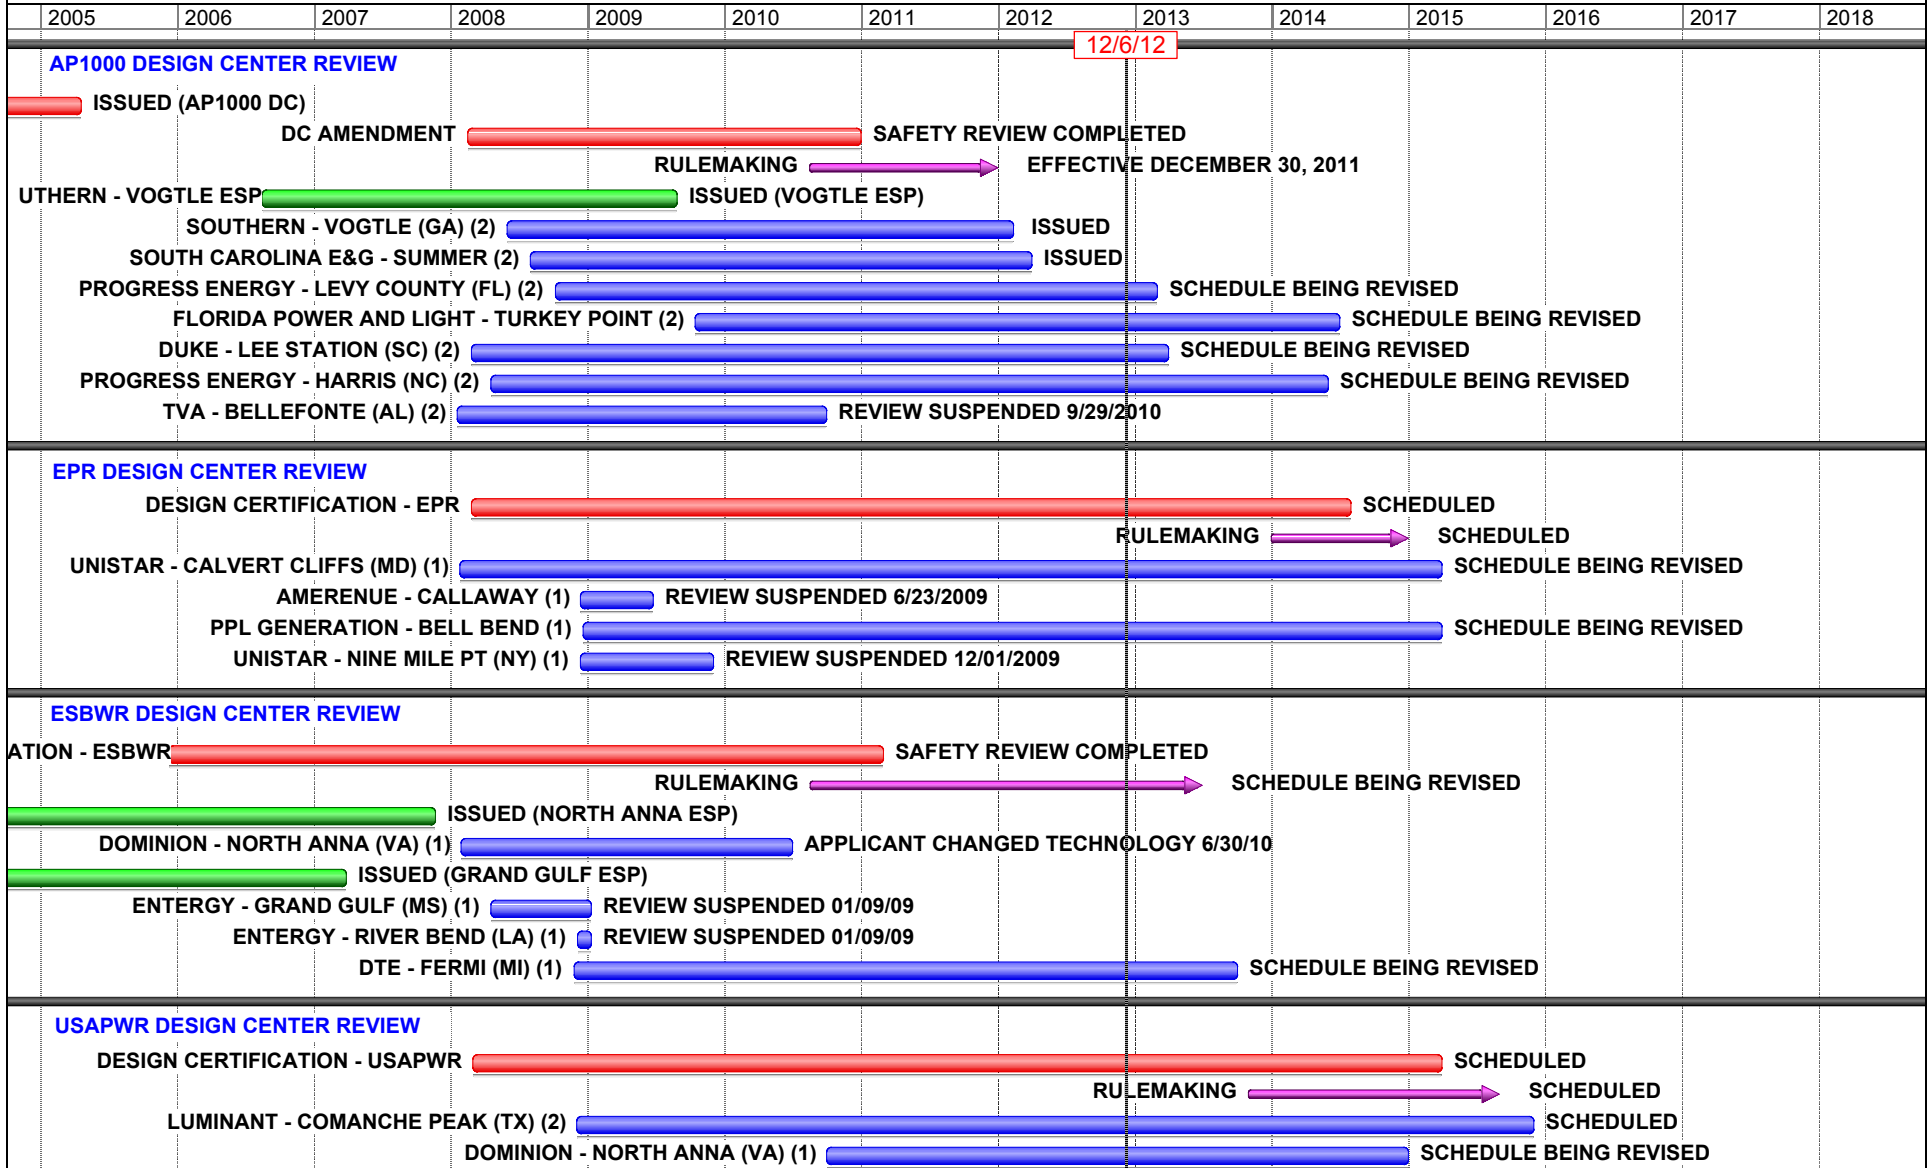 2005 2006 2007 2008 2009 2010 2011 2012 2013 2014 2015 2016 2017 2018
12/6/12
AP1000 DESIGN CENTER REVIEW
ISSUED (AP1000 DC)
DC AMENDMENT SAFETY REVIEW COMPLETED
RULEMAKING EFFECTIVE DECEMBER 30, 2011
UTHERN - VOGTLE ESP ISSUED (VOGTLE ESP)
SOUTHERN - VOGTLE (GA) (2) ISSUED
SOUTH CAROLINA E&G - SUMMER (2) ISSUED
PROGRESS ENERGY - LEVY COUNTY (FL) (2) SCHEDULE BEING REVISED
FLORIDA POWER AND LIGHT - TURKEY POINT (2) SCHEDULE BEING REVISED
DUKE - LEE STATION (SC) (2) SCHEDULE BEING REVISED
PROGRESS ENERGY - HARRIS (NC) (2) SCHEDULE BEING REVISED
TVA - BELLEFONTE (AL) (2) REVIEW SUSPENDED 9/29/2010
EPR DESIGN CENTER REVIEW
DESIGN CERTIFICATION - EPR SCHEDULED
RULEMAKING SCHEDULED
UNISTAR - CALVERT CLIFFS (MD) (1) SCHEDULE BEING REVISED
AMERENUE - CALLAWAY (1) REVIEW SUSPENDED 6/23/2009
PPL GENERATION - BELL BEND (1) SCHEDULE BEING REVISED
UNISTAR - NINE MILE PT (NY) (1) REVIEW SUSPENDED 12/01/2009
ESBWR DESIGN CENTER REVIEW
ATION - ESBWR SAFETY REVIEW COMPLETED
RULEMAKING SCHEDULE BEING REVISED
ISSUED (NORTH ANNA ESP)
DOMINION - NORTH ANNA (VA) (1) APPLICANT CHANGED TECHNOLOGY 6/30/10
ISSUED (GRAND GULF ESP)
ENTERGY - GRAND GULF (MS) (1) REVIEW SUSPENDED 01/09/09
ENTERGY - RIVER BEND (LA) (1) REVIEW SUSPENDED 01/09/09
DTE - FERMI (MI) (1) SCHEDULE BEING REVISED
USAPWR DESIGN CENTER REVIEW
DESIGN CERTIFICATION - USAPWR SCHEDULED
RULEMAKING SCHEDULED
LUMINANT - COMANCHE PEAK (TX) (2) SCHEDULED
DOMINION - NORTH ANNA (VA) (1) SCHEDULE BEING REVISED